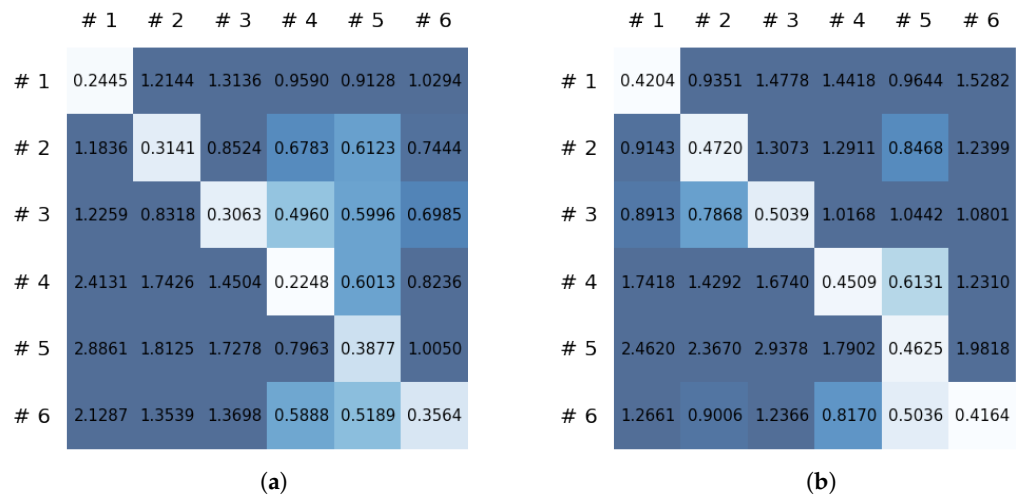 # 1 # 2 # 3 # 4 # 5 # 6
# 1 0.2445 1.2144 1.3136 0.9590 0.9128 1.0294
# 2 1.1836 0.3141 0.8524 0.6783 0.6123 0.7444
# 3 1.2259 0.8318 0.3063 0.4960 0.5996 0.6985
# 4 2.4131 1.7426 1.4504 0.2248 0.6013 0.8236
# 5 2.8861 1.8125 1.7278 0.7963 0.3877 1.0050
# 6 2.1287 1.3539 1.3698 0.5888 0.5189 0.3564
(a)
# 1 # 2 # 3 # 4 # 5 # 6
# 1 0.4204 0.9351 1.4778 1.4418 0.9644 1.5282
# 2 0.9143 0.4720 1.3073 1.2911 0.8468 1.2399
# 3 0.8913 0.7868 0.5039 1.0168 1.0442 1.0801
# 4 1.7418 1.4292 1.6740 0.4509 0.6131 1.2310
# 5 2.4620 2.3670 2.9378 1.7902 0.4625 1.9818
# 6 1.2661 0.9006 1.2366 0.8170 0.5036 0.4164
(b)